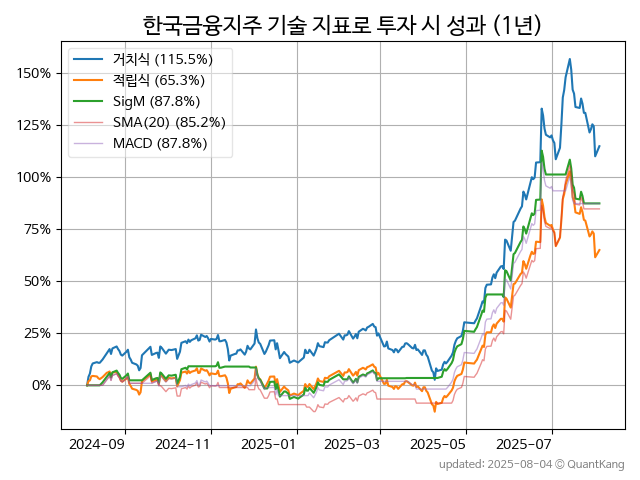 한국금융지주 기술 지표로 투자 시 성과 (1년)
거치식 (115.5%)
적립식 (65.3%)
SigM (87.8%)
SMA(20) (85.2%)
MACD (87.8%)
150%
125%
100%
75%
50%
25%
0%
2024-09 2024-11 2025-01 2025-03 2025-05 2025-07
updated: 2025-08-04 © QuantKang